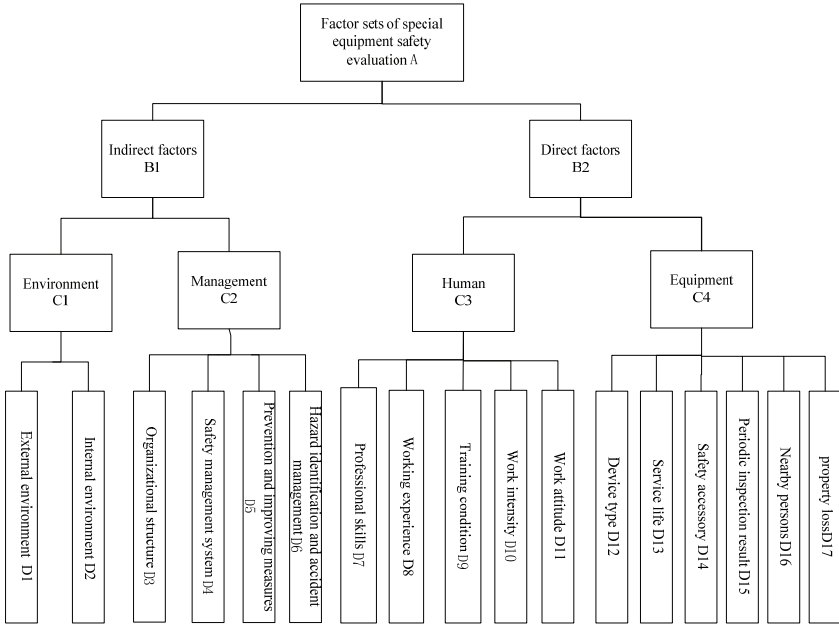 Factor sets of special
equipment safety
evaluation A
Indirect factors
B1
Direct factors
B2
Environment
C1
Management
C2
Human
C3
Equipment
C4
External environment D1
Internal environment D2
Organizational structure D3
Safety management system D4
Prevention and improving measures
D5
Hazard identification and accident
management D6
Professional skills D7
Working experience D8
Training condition D9
Work intensity D10
Work attitude D11
Device type D12
Service life D13
Safety accessory D14
Periodic inspection result D15
Nearby persons D16
property lossD17